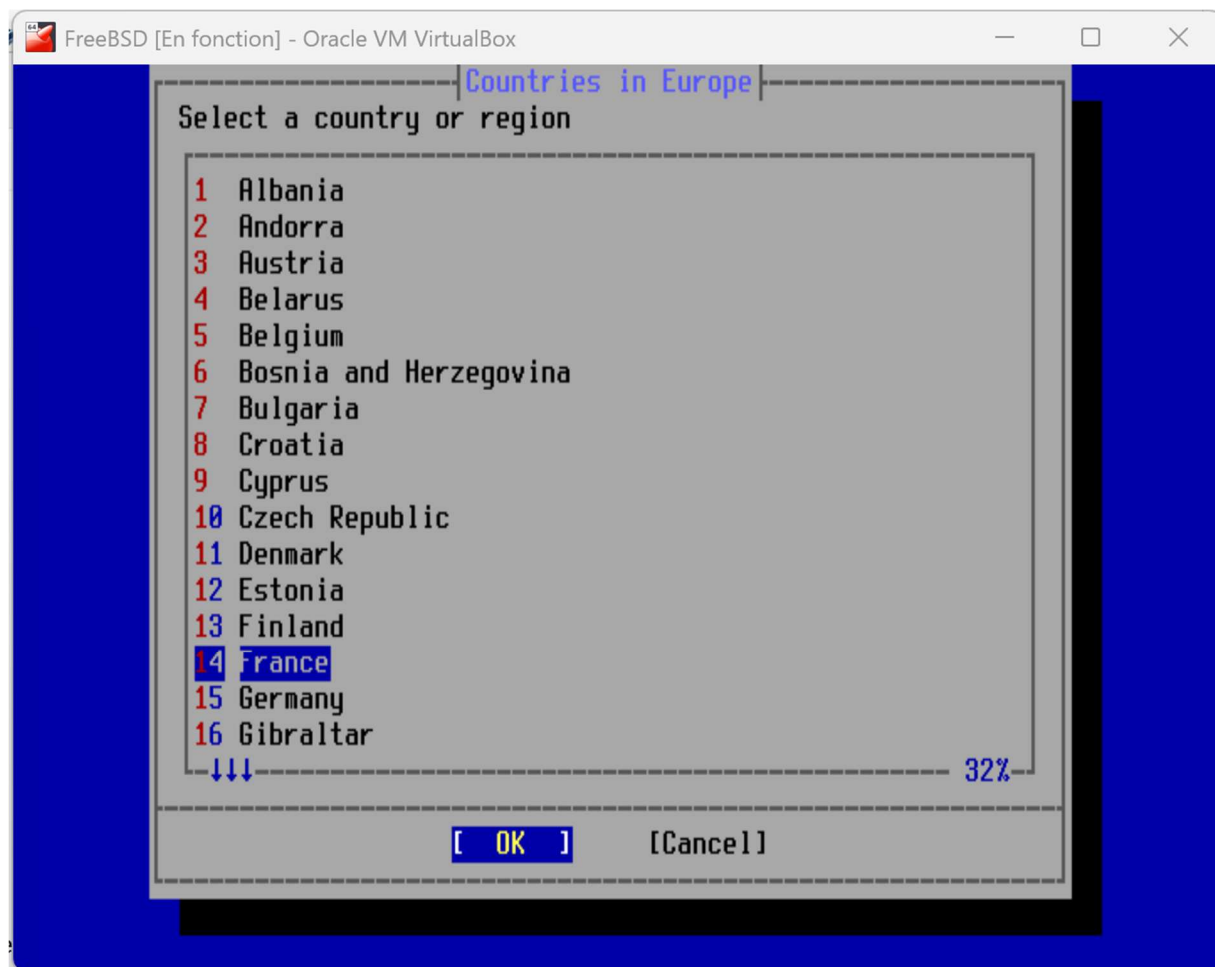 64
FreeBSD [En fonction] - Oracle VM VirtualBox
Countries in Europe
Select a country or region
1 Albania
2 Andorra
3 Austria
4 Belarus
5 Belgium
6 Bosnia and Herzegovina
7 Bulgaria
8 Croatia
9 Cyprus
10 Czech Republic
11 Denmark
12 Estonia
13 Finland
14 France
15 Germany
16 Gibraltar
↓↓↓ 32%
[ OK ] [Cancel]